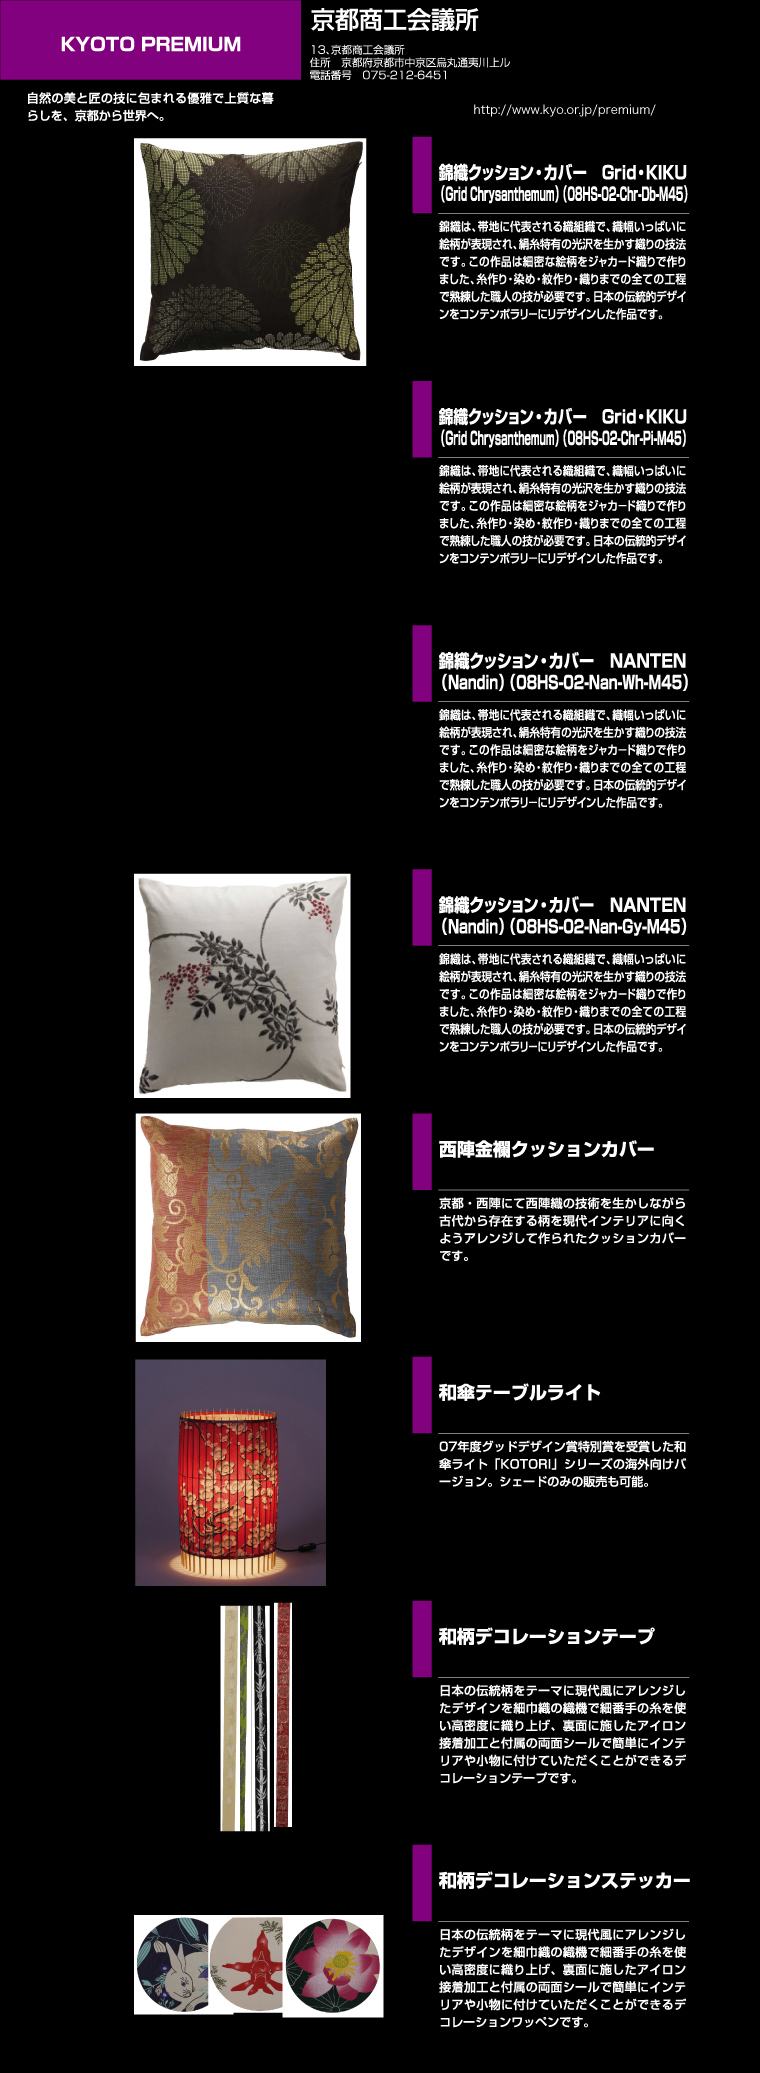 KYOTO PREMIUM
京都商工会議所
13、京都商工会議所
住所　京都府京都市中京区烏丸通夷川上ル
電話番号　075-212-6451
自然の美と匠の技に包まれる優雅で上質な暮
らしを、京都から世界へ。
http://www.kyo.or.jp/premium/
錦織クッション・カバー　Grid・KIKU
（Grid Chrysanthemum）（08HS-02-Chr-Db-M45）
錦織は、帯地に代表される織組織で、織幅いっぱいに
絵柄が表現され、絹糸特有の光沢を生かす織りの技法
です。この作品は細密な絵柄をジャカード織りで作り
ました、糸作り・染め・紋作り・織りまでの全ての工程
で熟練した職人の技が必要です。日本の伝統的デザイ
ンをコンテンポラリーにリデザインした作品です。
錦織クッション・カバー　Grid・KIKU
（Grid Chrysanthemum）（08HS-02-Chr-Pi-M45）
錦織は、帯地に代表される織組織で、織幅いっぱいに
絵柄が表現され、絹糸特有の光沢を生かす織りの技法
です。この作品は細密な絵柄をジャカード織りで作り
ました、糸作り・染め・紋作り・織りまでの全ての工程
で熟練した職人の技が必要です。日本の伝統的デザイ
ンをコンテンポラリーにリデザインした作品です。
錦織クッション・カバー　NANTEN
（Nandin）（08HS-02-Nan-Wh-M45）
錦織は、帯地に代表される織組織で、織幅いっぱいに
絵柄が表現され、絹糸特有の光沢を生かす織りの技法
です。この作品は細密な絵柄をジャカード織りで作り
ました、糸作り・染め・紋作り・織りまでの全ての工程
で熟練した職人の技が必要です。日本の伝統的デザイ
ンをコンテンポラリーにリデザインした作品です。
錦織クッション・カバー　NANTEN
（Nandin）（08HS-02-Nan-Gy-M45）
錦織は、帯地に代表される織組織で、織幅いっぱいに
絵柄が表現され、絹糸特有の光沢を生かす織りの技法
です。この作品は細密な絵柄をジャカード織りで作り
ました、糸作り・染め・紋作り・織りまでの全ての工程
で熟練した職人の技が必要です。日本の伝統的デザイ
ンをコンテンポラリーにリデザインした作品です。
西陣金襴クッションカバー
京都・西陣にて西陣織の技術を生かしながら
古代から存在する柄を現代インテリアに向く
ようアレンジして作られたクッションカバー
です。
和傘テーブルライト
07年度グッドデザイン賞特別賞を受賞した和
傘ライト「KOTORI」シリーズの海外向けバ
ージョン。シェードのみの販売も可能。
和柄デコレーションテープ
日本の伝統柄をテーマに現代風にアレンジし
たデザインを細巾織の織機で細番手の糸を使
い高密度に織り上げ、裏面に施したアイロン
接着加工と付属の両面シールで簡単にインテ
リアや小物に付けていただくことができるデ
コレーションテープです。
和柄デコレーションステッカー
日本の伝統柄をテーマに現代風にアレンジし
たデザインを細巾織の織機で細番手の糸を使
い高密度に織り上げ、裏面に施したアイロン
接着加工と付属の両面シールで簡単にインテ
リアや小物に付けていただくことができるデ
コレーションワッペンです。